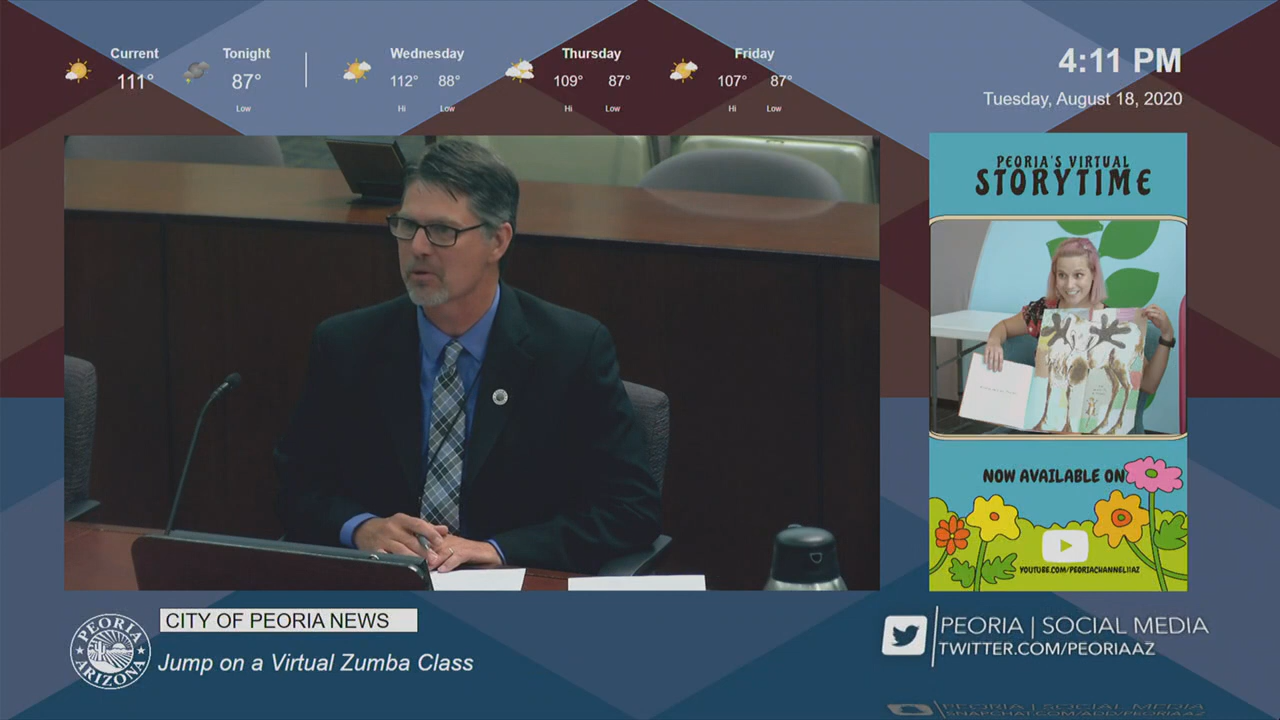 Current
Tonight
Wednesday
Thursday
Friday
111°
87°
112° 88°
109° 87°
107° 87°
Low
Hi Low
Hi Low
Hi Low
4:11 PM
Tuesday, August 18, 2020
PEORIA'S VIRTUAL
STORYTIME
NOW AVAILABLE ON
YOUTUBE.COM/PEORIACHANNEL11AZ
PEORIA
ARIZONA
CITY OF PEORIA NEWS
Jump on a Virtual Zumba Class
PEORIA | SOCIAL MEDIA
TWITTER.COM/PEORIAAZ
PEORIA | SOCIAL MEDIA